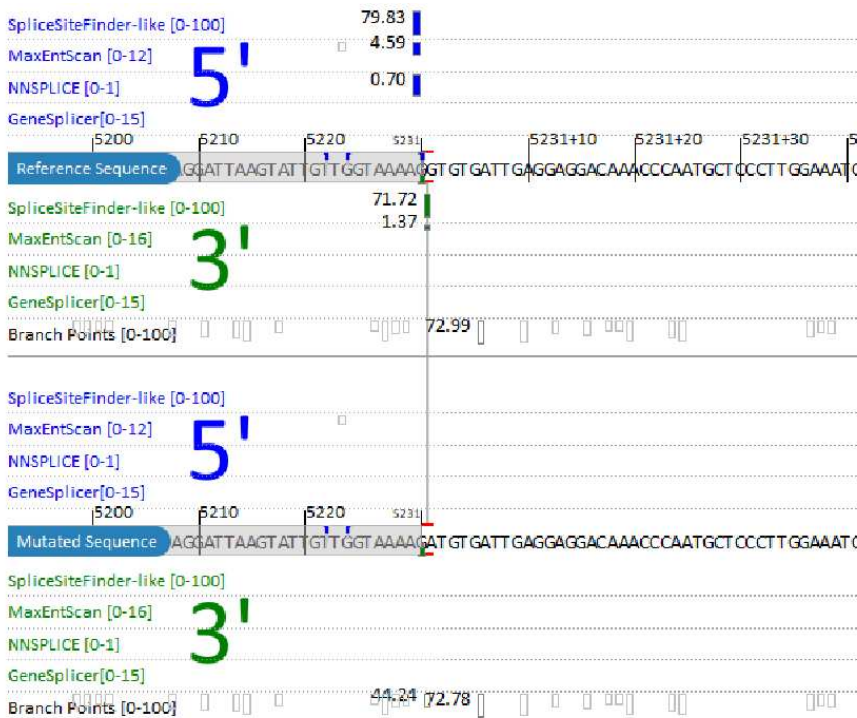 SpliceSiteFinder-like [0-100] 79.83
MaxEntScan [0-12] 4.59
NNSPLICE [0-1] 0.70
5'
GeneSplicer[0-15]
5200 5210 5220 5231 5231+10 5231+20 5231+30 5
Reference Sequence AGGATTAAGTATTGTTGGTAAAAGGTGTGATTGAGGAGGACAAACCCAATGCTCCCTTGGAAATC
SpliceSiteFinder-like [0-100] 71.72
MaxEntScan [0-16] 1.37
3'
NNSPLICE [0-1]
GeneSplicer[0-15]
Branch Points [0-100] 72.99
SpliceSiteFinder-like [0-100]
MaxEntScan [0-12]
5'
NNSPLICE [0-1]
GeneSplicer[0-15]
5200 5210 5220 5231
Mutated Sequence AGGATTAAGTATTGTTGGTAAAAGATGTGATTGAGGAGGACAAACCCAATGCTCCCTTGGAAATC
SpliceSiteFinder-like [0-100]
MaxEntScan [0-16]
3'
NNSPLICE [0-1]
GeneSplicer[0-15]
Branch Points [0-100] 44.24 72.78